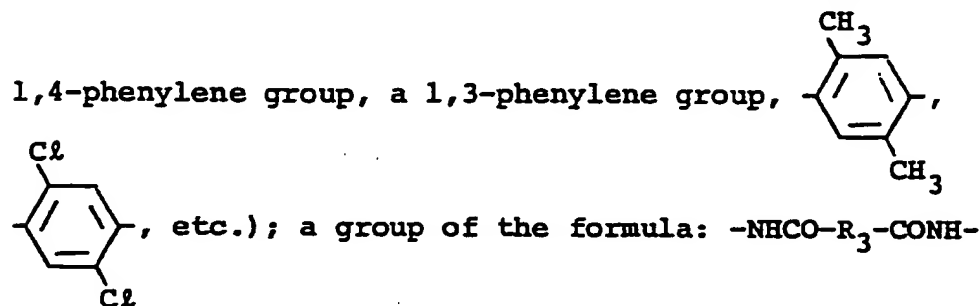 CH3
1,4-phenylene group, a 1,3-phenylene group, ,
CH3
Cℓ
, etc.); a group of the formula: -NHCO-R3-CONH-
Cℓ